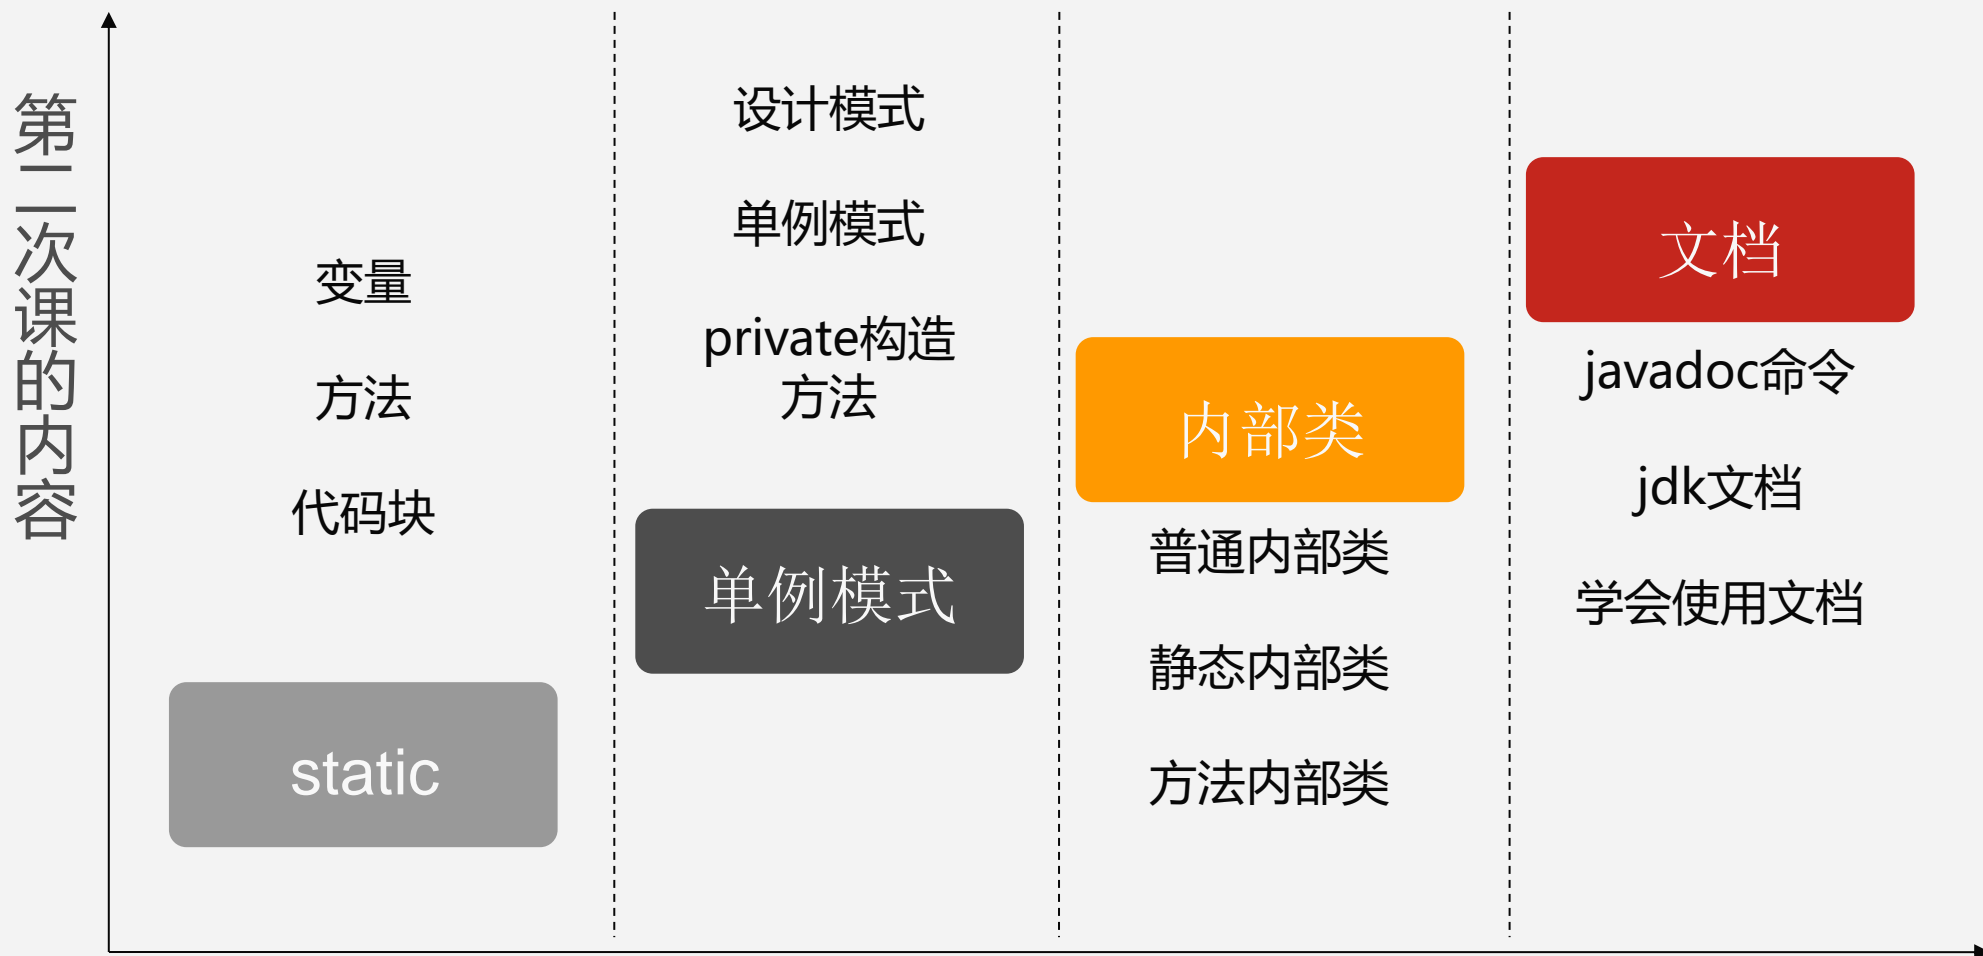 第二次课的内容
变量
方法
代码块
static
设计模式
单例模式
private构造
方法
单例模式
内部类
普通内部类
静态内部类
方法内部类
文档
javadoc命令
jdk文档
学会使用文档